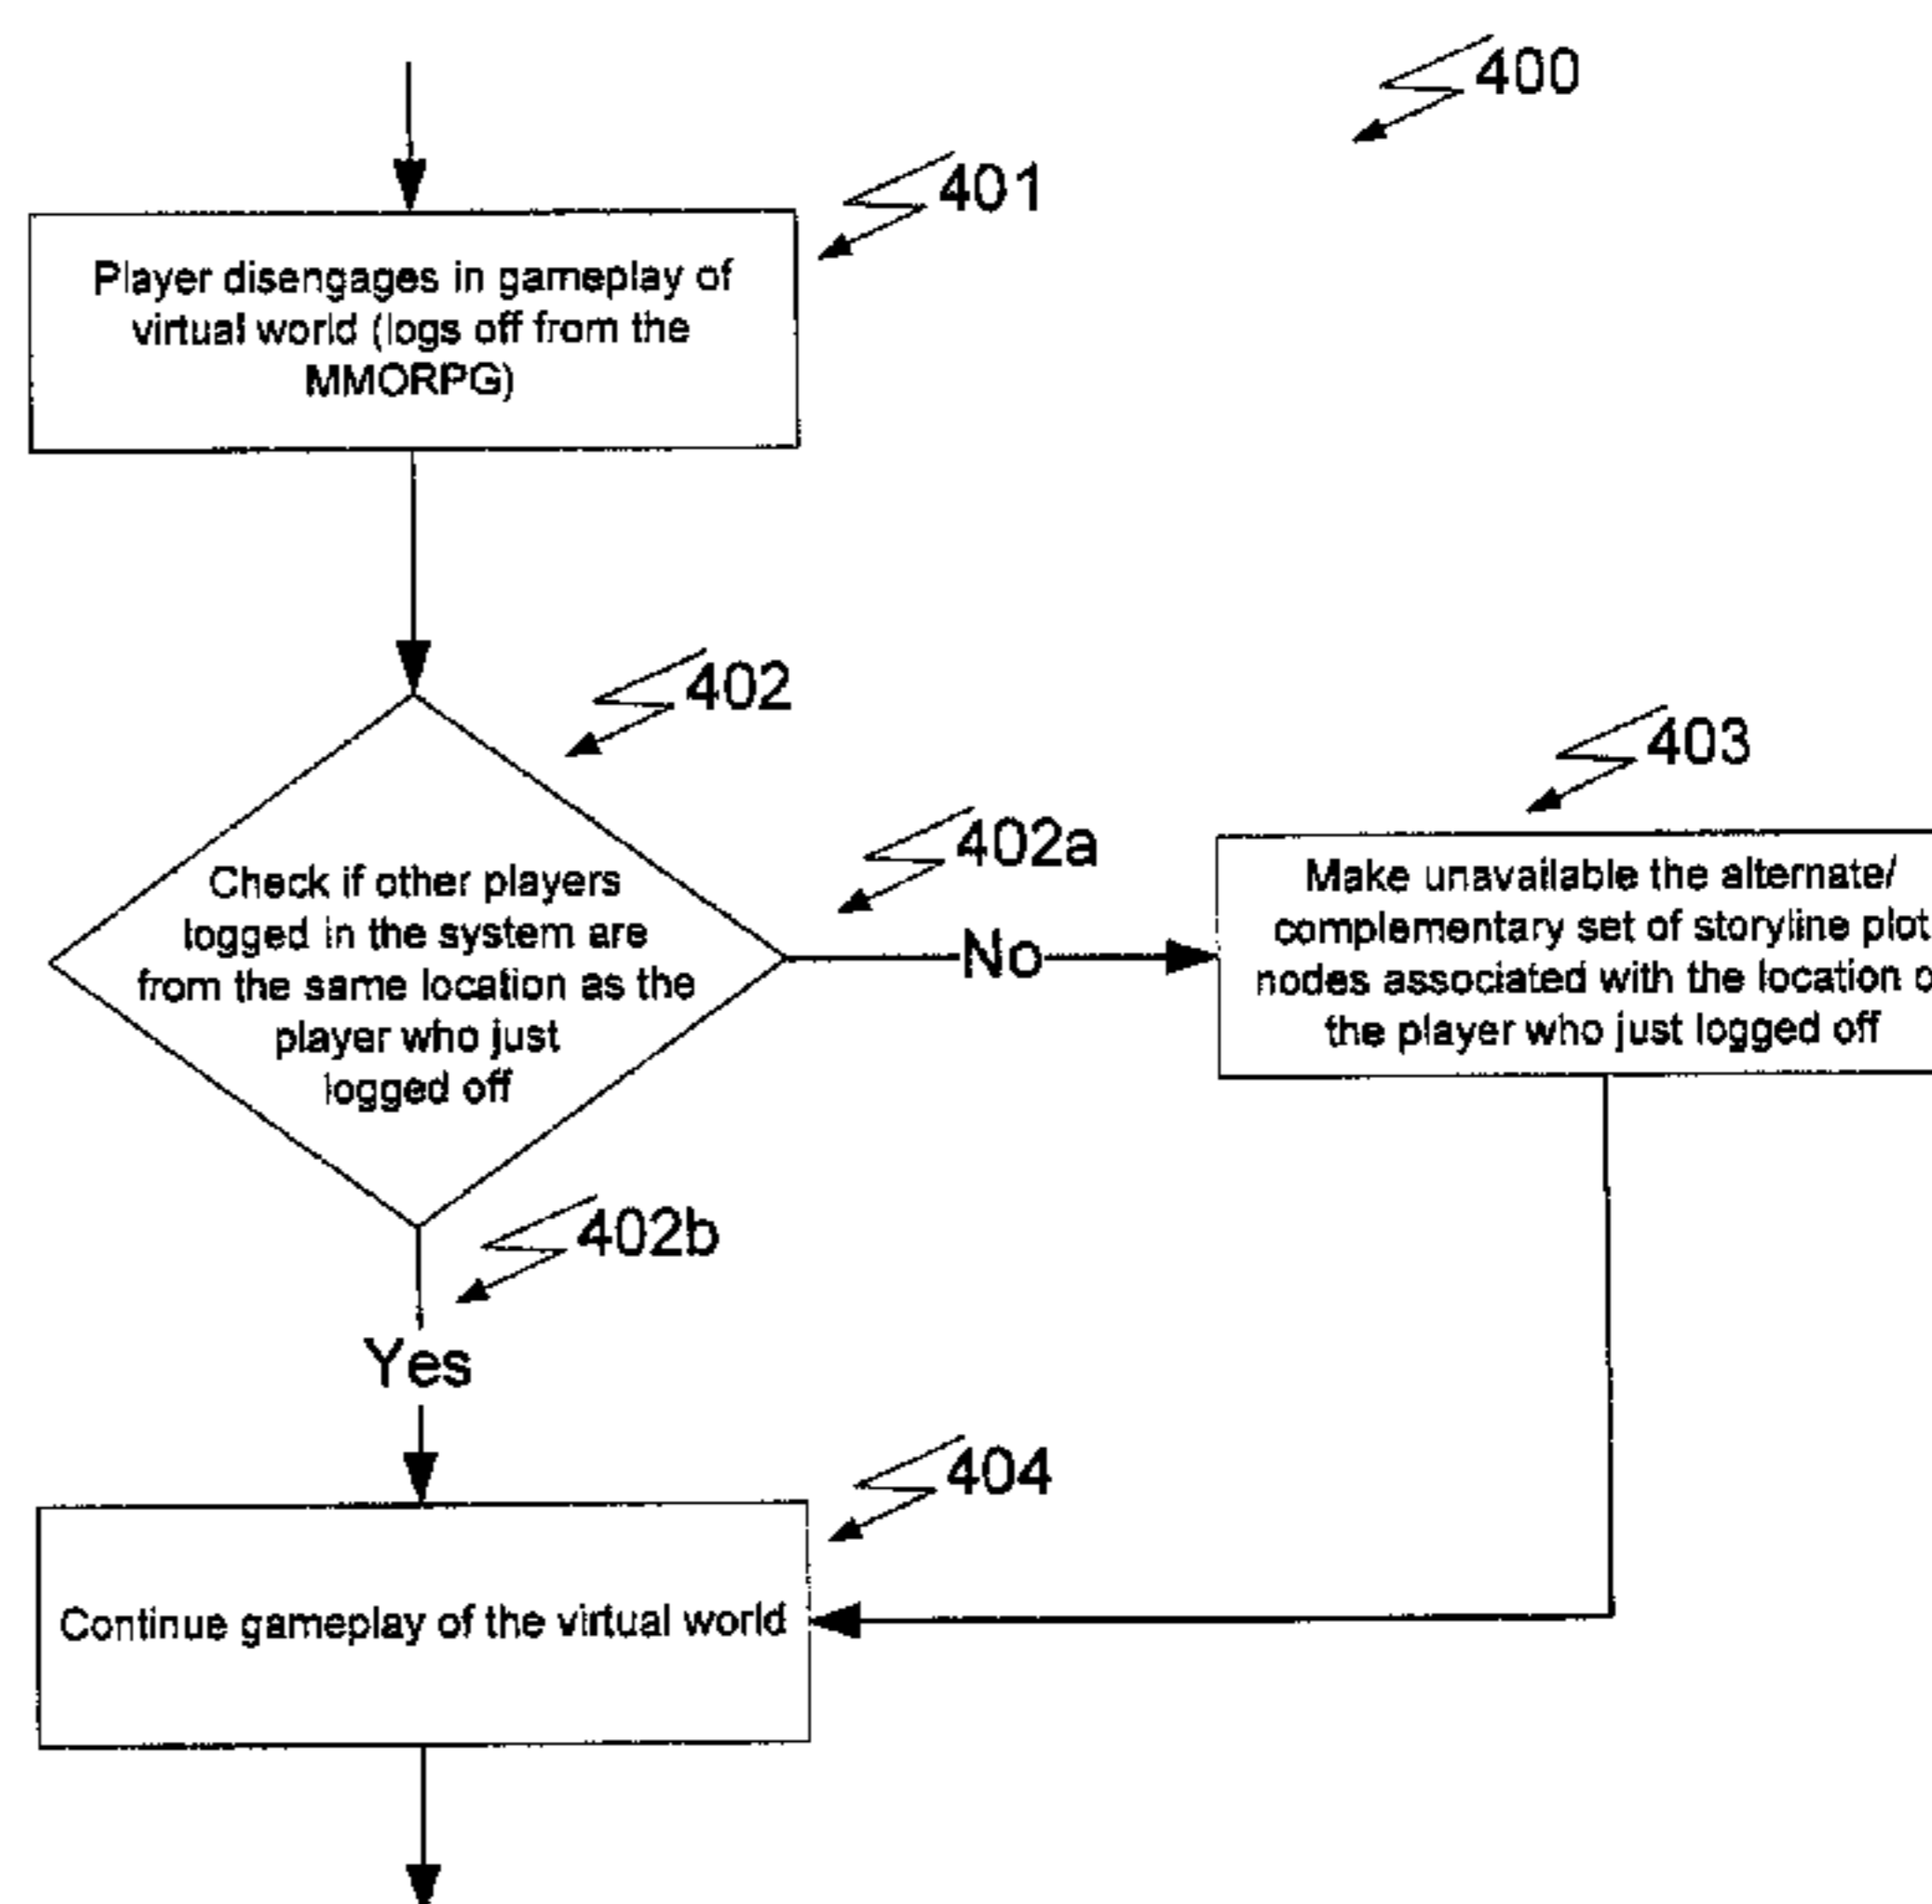 400
401
Player disengages in gameplay of
virtual world (logs off from the
MMORPG)
402
Check if other players
logged in the system are
from the same location as the
player who just
logged off
402a
No
403
Make unavailable the alternate/
complementary set of storyline plot
nodes associated with the location
the player who just logged off
402b
Yes
404
Continue gameplay of the virtual world